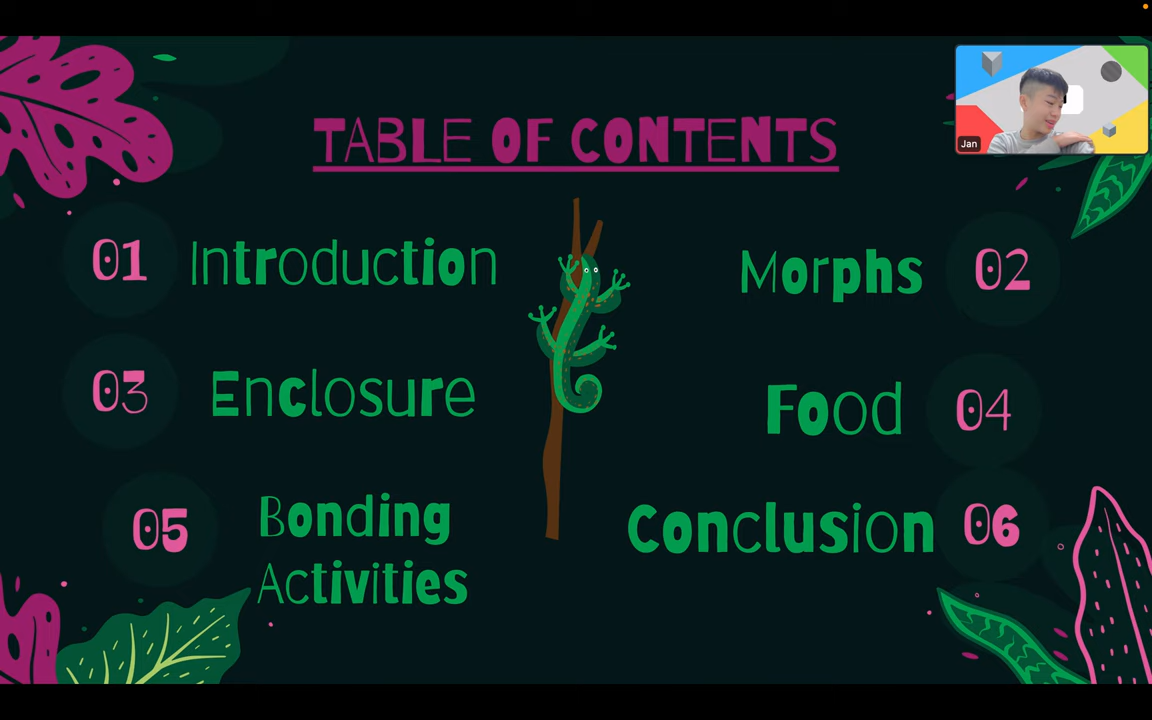 TABLE OF CONTENTS
Jan
01 Introduction
Morphs 02
03 Enclosure
Food 04
05 Bonding
Activities
Conclusion 06